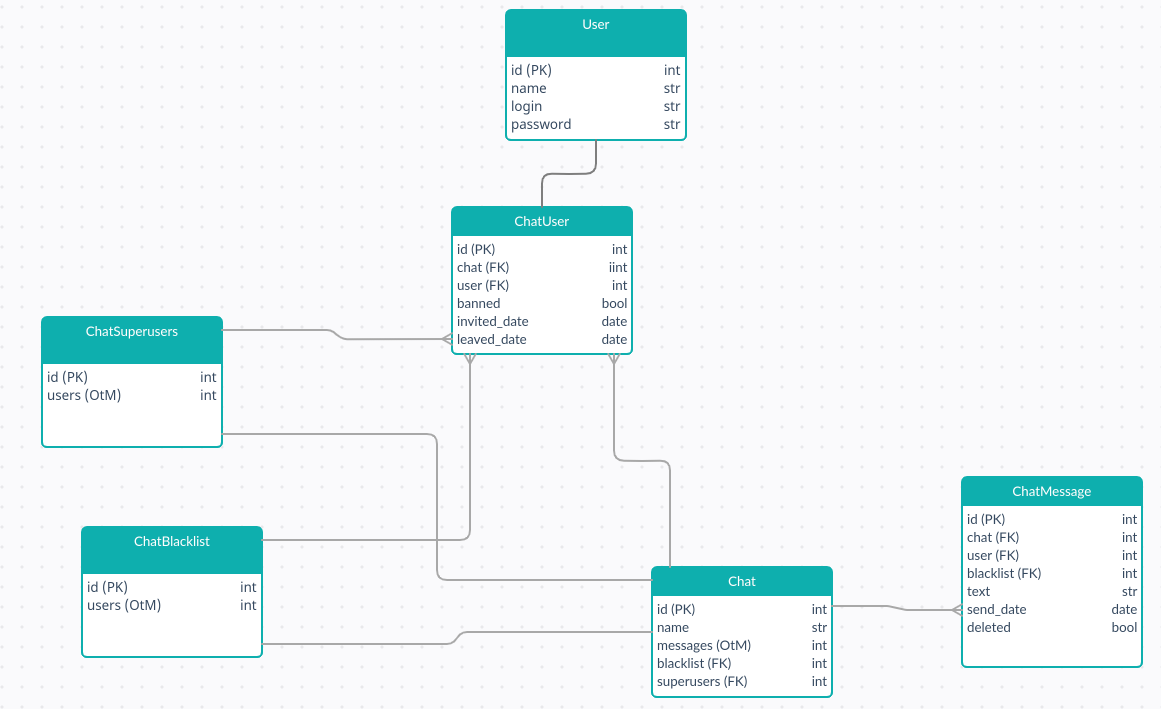 User
id (PK) int
name str
login str
password str
ChatUser
id (PK) int
chat (FK) iint
user (FK) int
banned bool
invited_date date
leaved_date date
ChatSuperusers
id (PK) int
users (OtM) int
ChatBlacklist
id (PK) int
users (OtM) int
Chat
id (PK) int
name str
messages (OtM) int
blacklist (FK) int
superusers (FK) int
ChatMessage
id (PK) int
chat (FK) int
user (FK) int
blacklist (FK) int
text str
send_date date
deleted bool